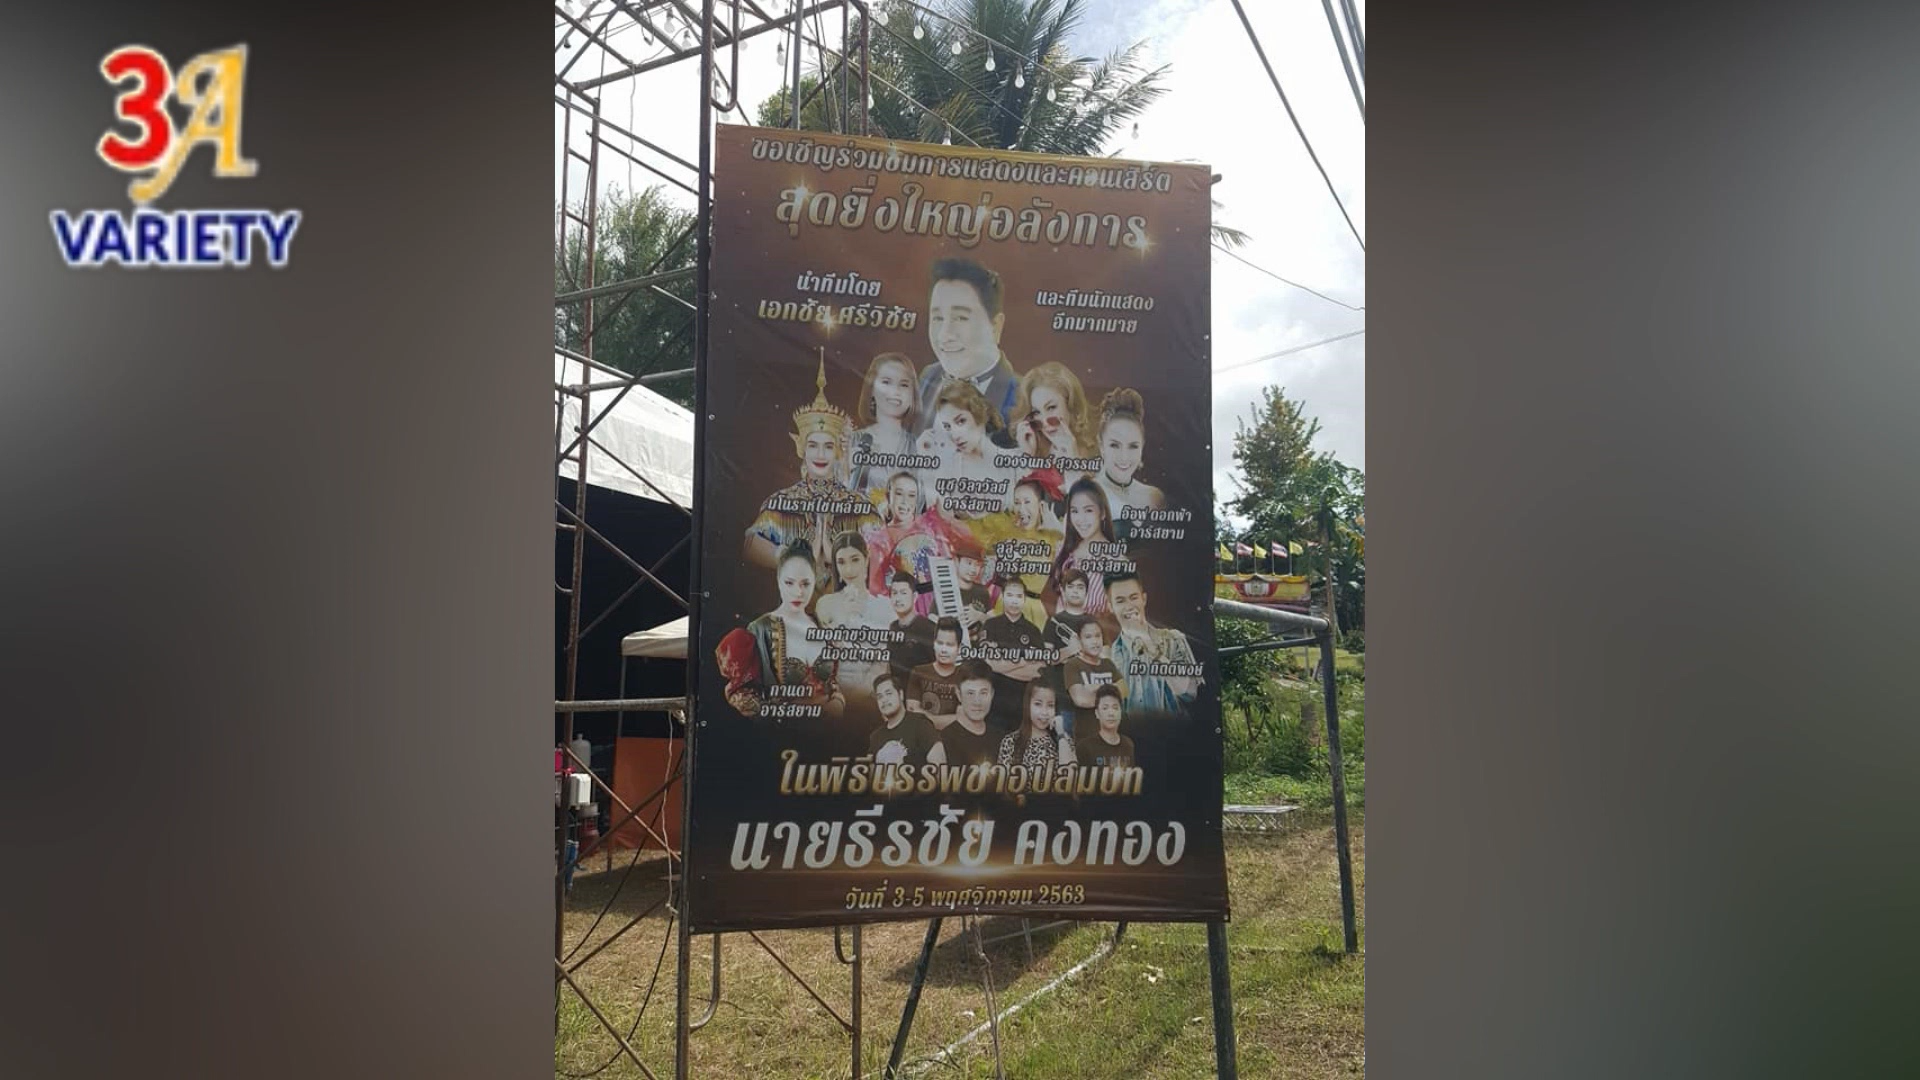 3A
VARIETY
ขอเชิญร่วมชมการแสดงและคอนเสิร์ต
สุดยิ่งใหญ่อลังการ
นำทีมโดย
เอกชัย ศรีวิชัย
และทีมนักแสดง
อีกมากมาย
ดวงตา คงทอง
ดวงจันทร์ สุวรรณี
มโนราห์ไข่เหลี้ยม
นุช วิลาวัลย์
อาร์สยาม
อ๊อฟ ดอกฟ้า
อาร์สยาม
ลูลู่-ลาล่า
อาร์สยาม
ญาญ่า
อาร์สยาม
หมอทำขวัญนาค
น้องน้ำตาล
วงสำราญ พัทลุง
ทิว กิตติพงษ์
กานดา
อาร์สยาม
ในพิธีบรรพชาอุปสมบท
นายธีรชัย คงทอง
วันที่ 3-5 พฤศจิกายน 2563